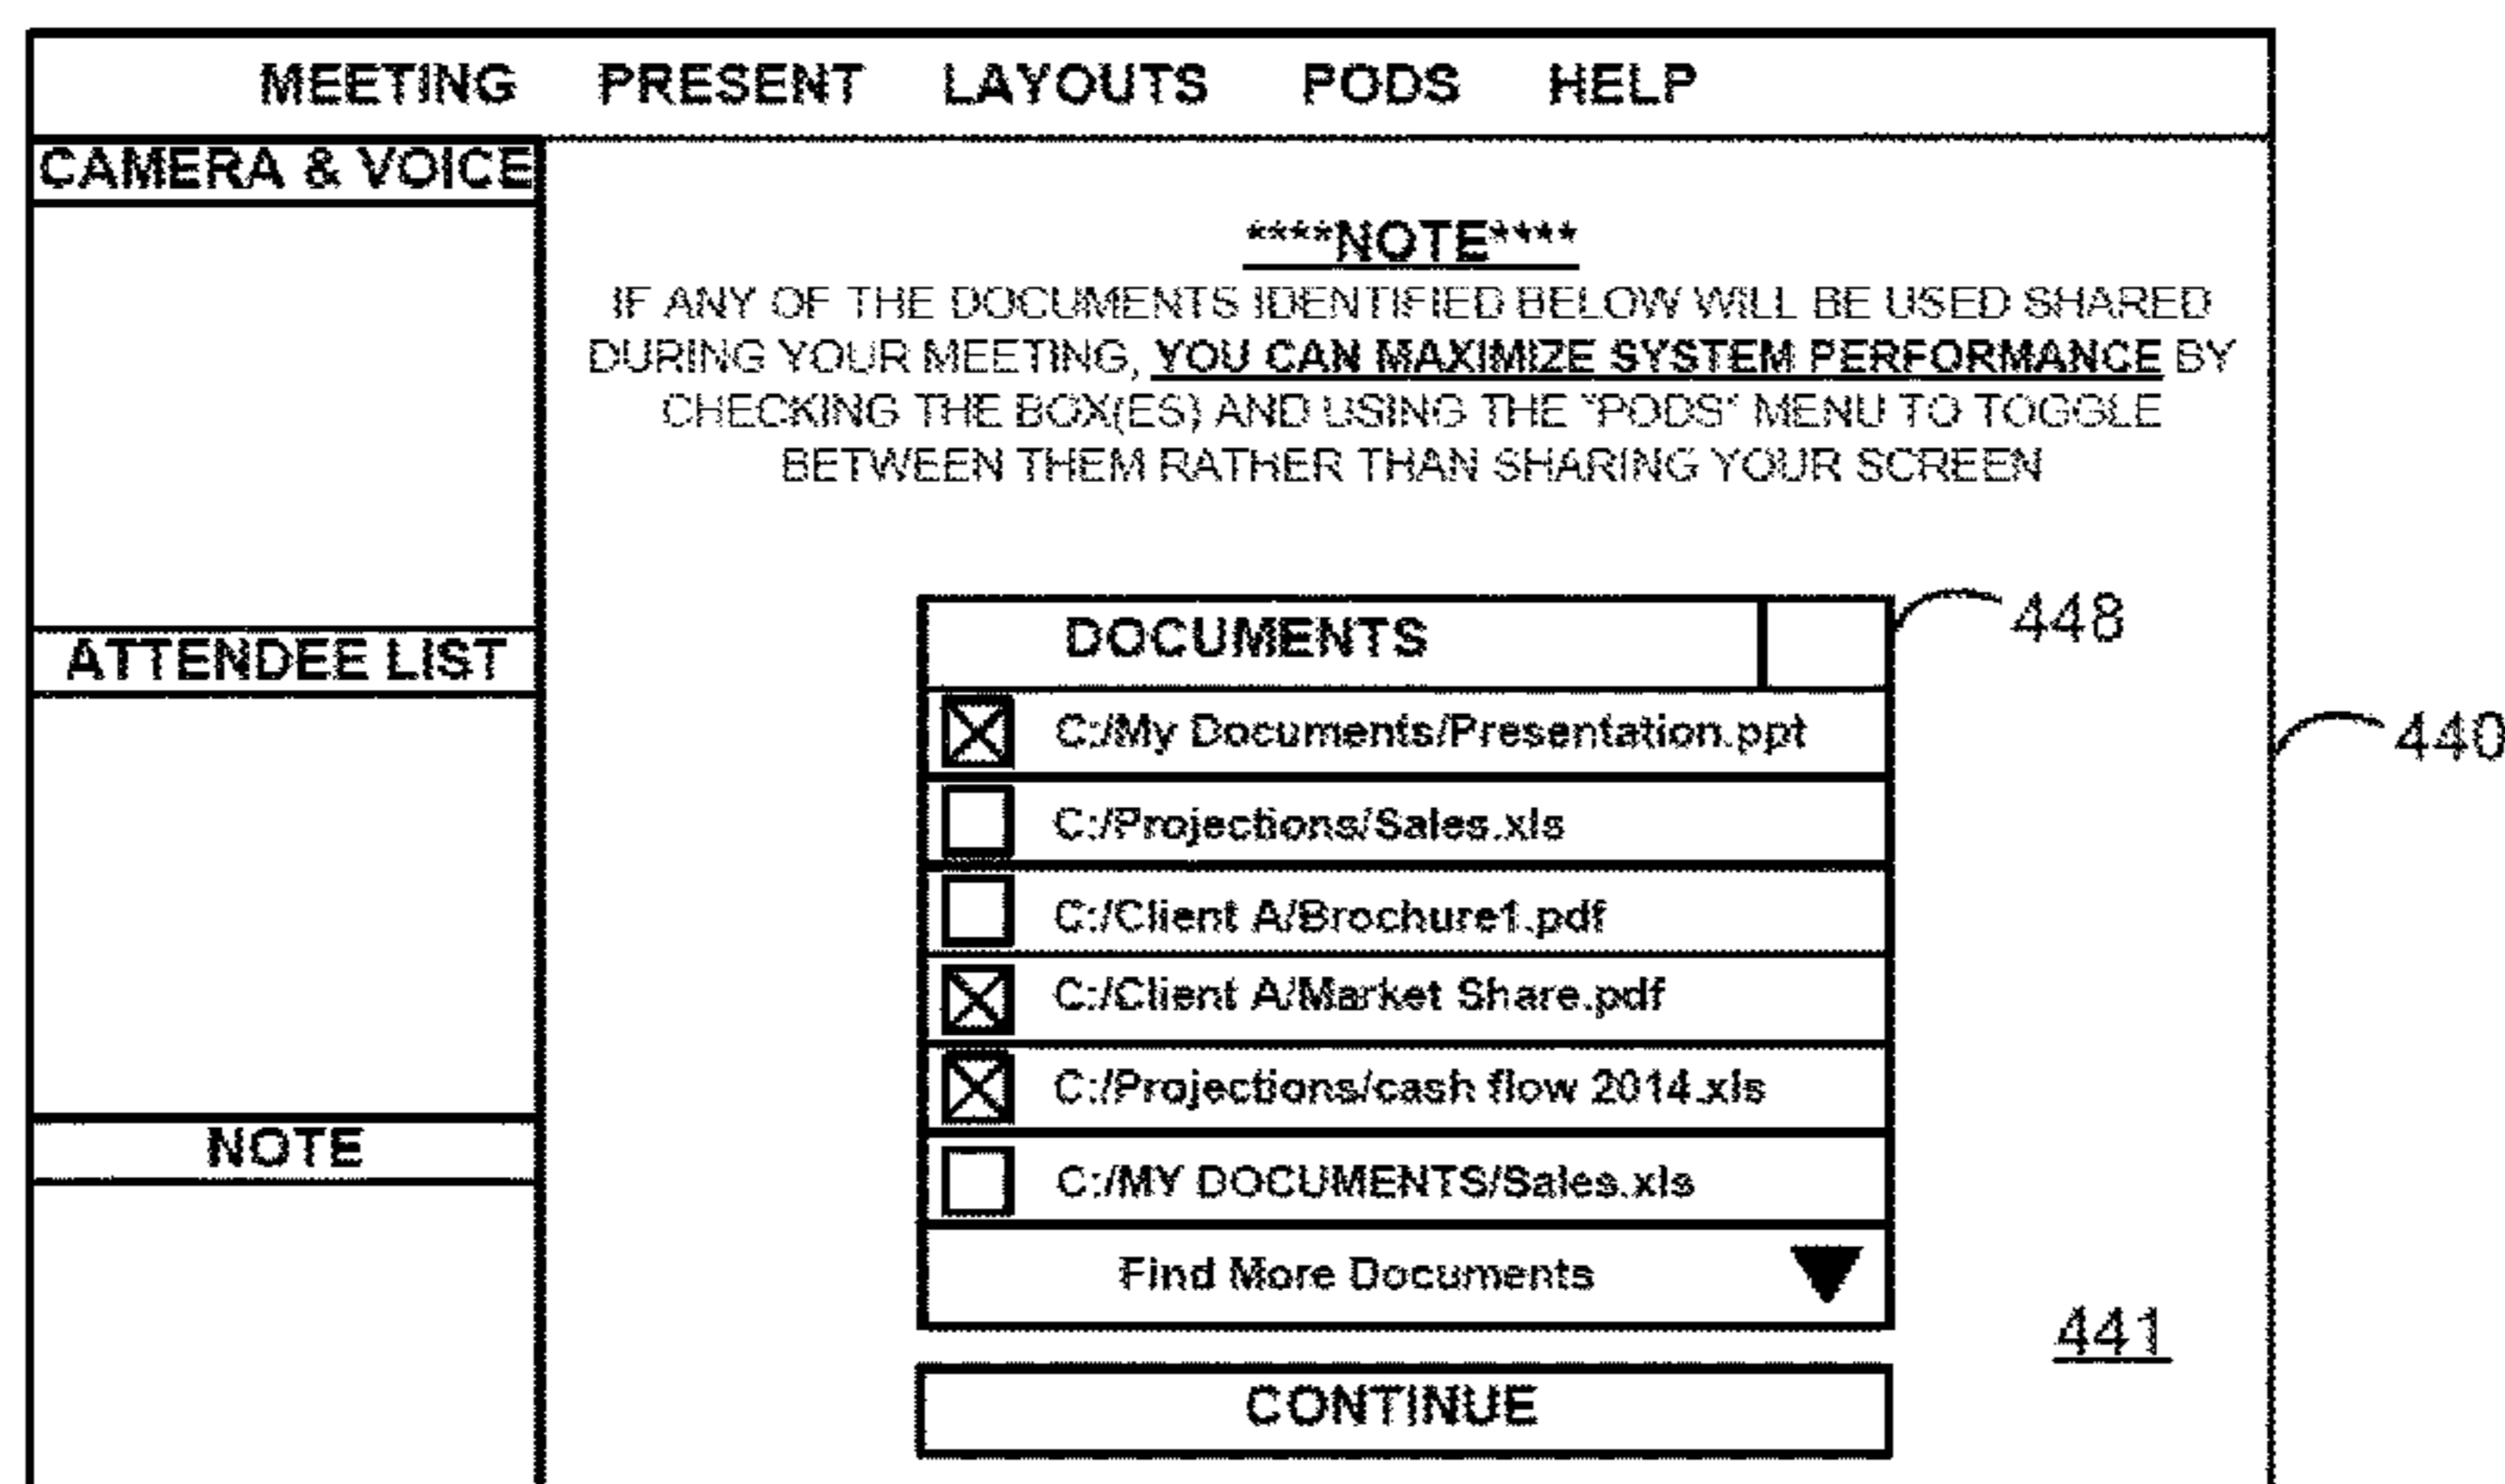 MEETING PRESENT LAYOUTS PODS HELP
CAMERA & VOICE
ATTENDEE LIST
NOTE
****NOTE****
IF ANY OF THE DOCUMENTS IDENTIFIED BELOW WILL BE USED SHARED
DURING YOUR MEETING, YOU CAN MAXIMIZE SYSTEM PERFORMANCE BY
CHECKING THE BOX(ES) AND USING THE "PODS" MENU TO TOGGLE
BETWEEN THEM RATHER THAN SHARING YOUR SCREEN
DOCUMENTS
C:/My Documents/Presentation.ppt
C:/Projections/Sales.xls
C:/Client A/Brochure1.pdf
C:/Client A/Market Share.pdf
C:/Projections/cash flow 2014.xls
C:/MY DOCUMENTS/Sales.xls
Find More Documents
CONTINUE
448
440
441